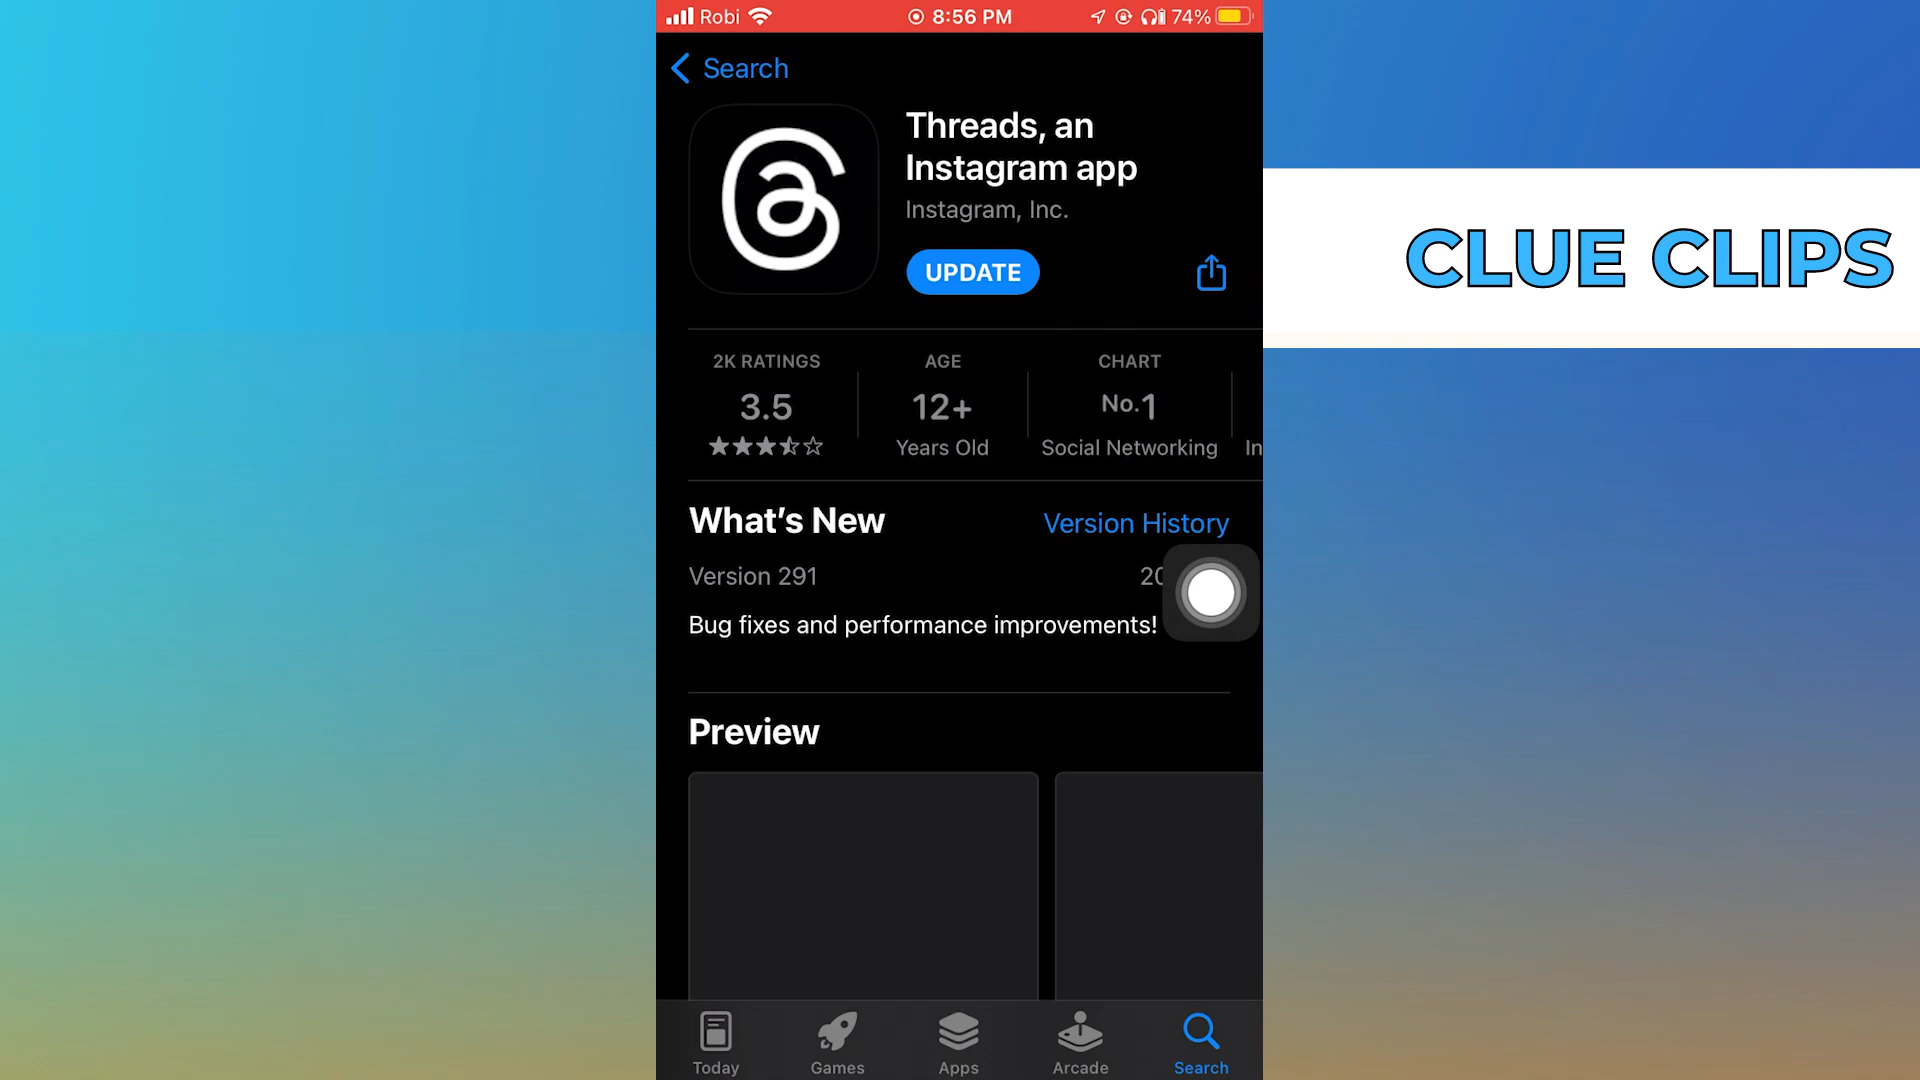 Robi 8:56 PM 74%
Search
Threads, an
Instagram app
Instagram, Inc.
UPDATE
CLUE CLIPS
2K RATINGS AGE CHART
3.5 12+ No.1
Years Old Social Networking In
What's New Version History
Version 291 20
Bug fixes and performance improvements!
Preview
Today Games Apps Arcade Search